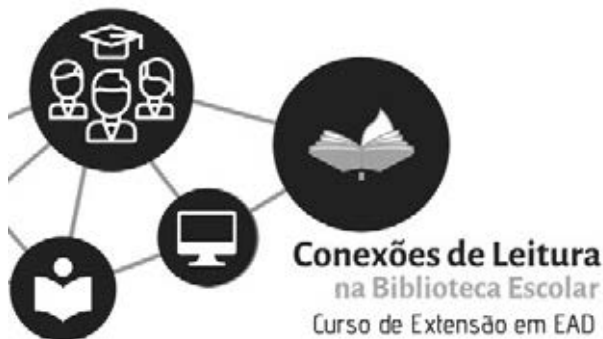 Conexões de Leitura
na Biblioteca Escolar
Curso de Extensão em EAD